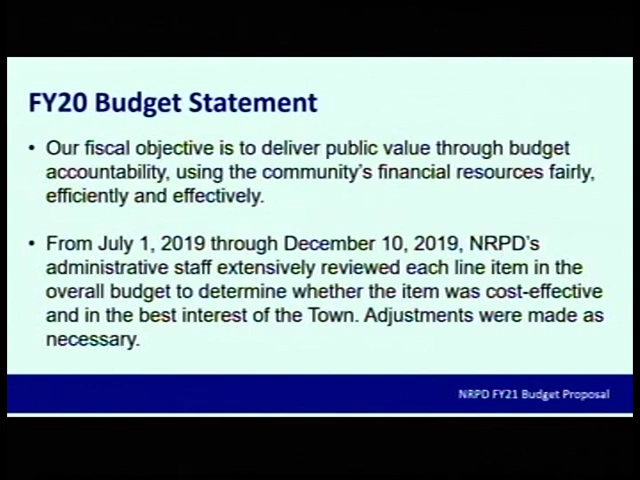 FY20 Budget Statement
• Our fiscal objective is to deliver public value through budget
accountability, using the community's financial resources fairly,
efficiently and effectively.
• From July 1, 2019 through December 10, 2019, NRPD's
administrative staff extensively reviewed each line item in the
overall budget to determine whether the item was cost-effective
and in the best interest of the Town. Adjustments were made as
necessary.
NRPD FY21 Budget Proposal